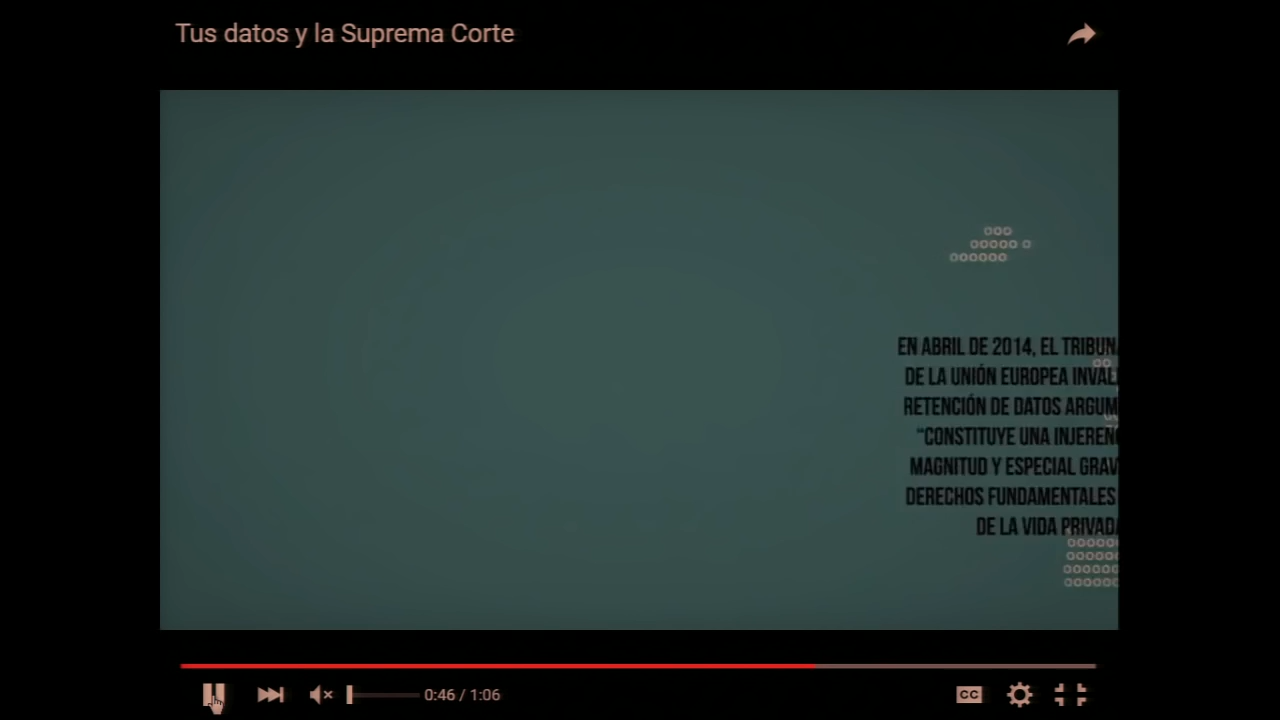 Tus datos y la Suprema Corte
EN ABRIL DE 2014, EL TRIBUNA
DE LA UNIÓN EUROPEA INVAL
RETENCIÓN DE DATOS ARGUM
“CONSTITUYE UNA INJEREN
MAGNITUD Y ESPECIAL GRAV
DERECHOS FUNDAMENTALES
DE LA VIDA PRIVADA
0:46 / 1:06
CC